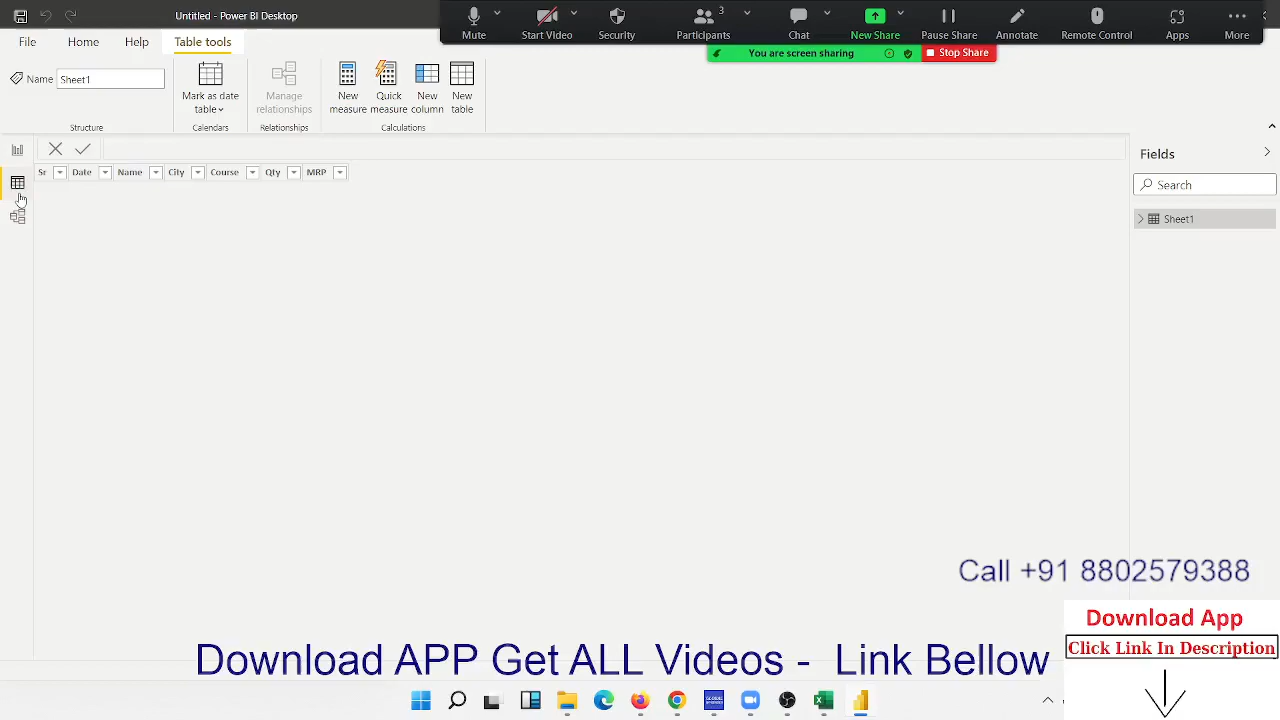 Untitled - Power BI Desktop
Mute
Start Video
Security
Participants
3
Chat
New Share
Pause Share
Annotate
Remote Control
Apps
More
You are screen sharing
Stop Share
File
Home
Help
Table tools
Name
Sheet1
Mark as date
table
Manage
relationships
New
measure
Quick
measure
New
column
New
table
Structure
Calendars
Relationships
Calculations
Sr
Date
Name
City
Course
Qty
MRP
Fields
Search
Sheet1
Call +91 8802579388
Download App
Click Link In Description
Download APP Get ALL Videos - Link Bellow